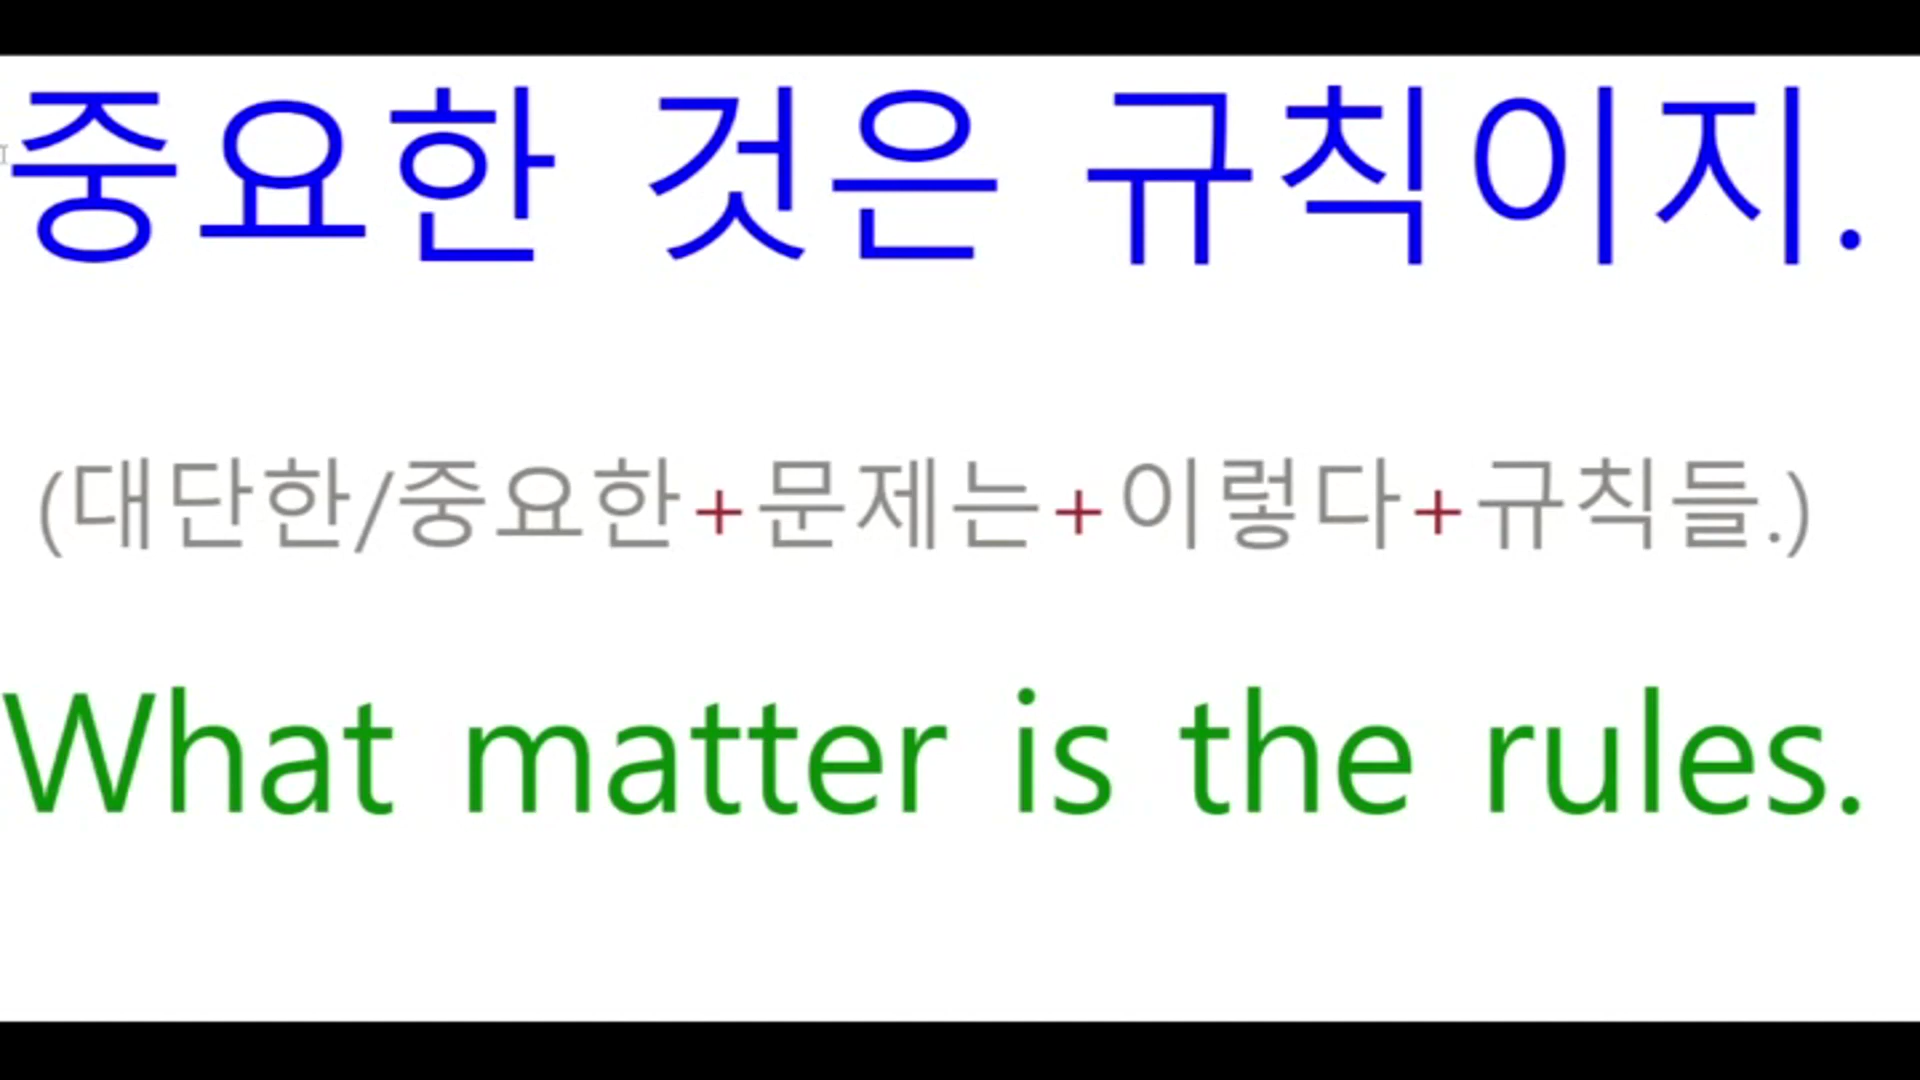 중요한 것은 규칙이지.
(대단한/중요한+문제는+이렇다+규칙들.)
What matter is the rules.